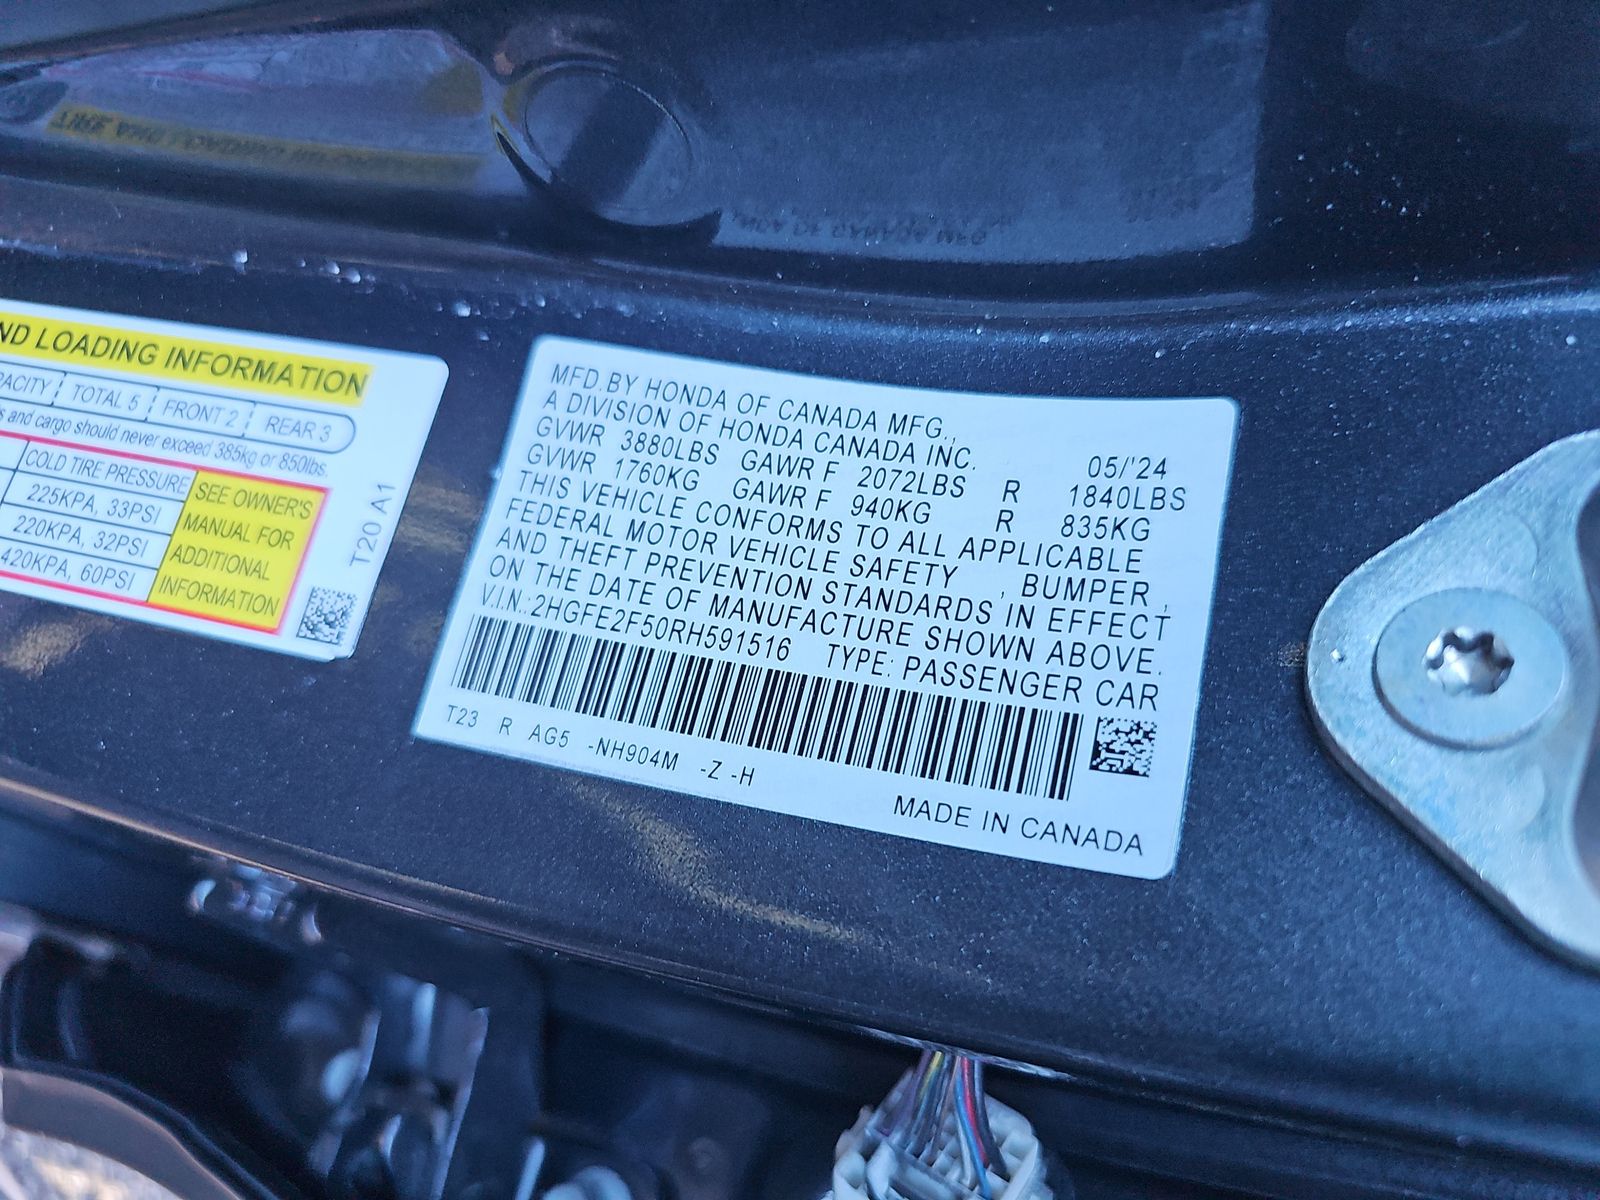 ND LOADING INFORMATION
PACITY TOTAL 5 FRONT 2 REAR 3
s and cargo should never exceed 385kg or 850lbs.
COLD TIRE PRESSURE
225KPA, 33PSI
220KPA, 32PSI
420KPA, 60PSI
SEE OWNER'S
MANUAL FOR
ADDITIONAL
INFORMATION
T20 A1
MFD. BY HONDA OF CANADA MFG.,
A DIVISION OF HONDA CANADA INC. 05/'24
GVWR 3880LBS GAWR F 2072LBS R 1840LBS
GVWR 1760KG GAWR F 940KG R 835KG
THIS VEHICLE CONFORMS TO ALL APPLICABLE
FEDERAL MOTOR VEHICLE SAFETY , BUMPER ,
AND THEFT PREVENTION STANDARDS IN EFFECT
ON THE DATE OF MANUFACTURE SHOWN ABOVE.
V.I.N.: 2HGFE2F50RH591516 TYPE: PASSENGER CAR
T23 R AG5 -NH904M -Z -H
MADE IN CANADA